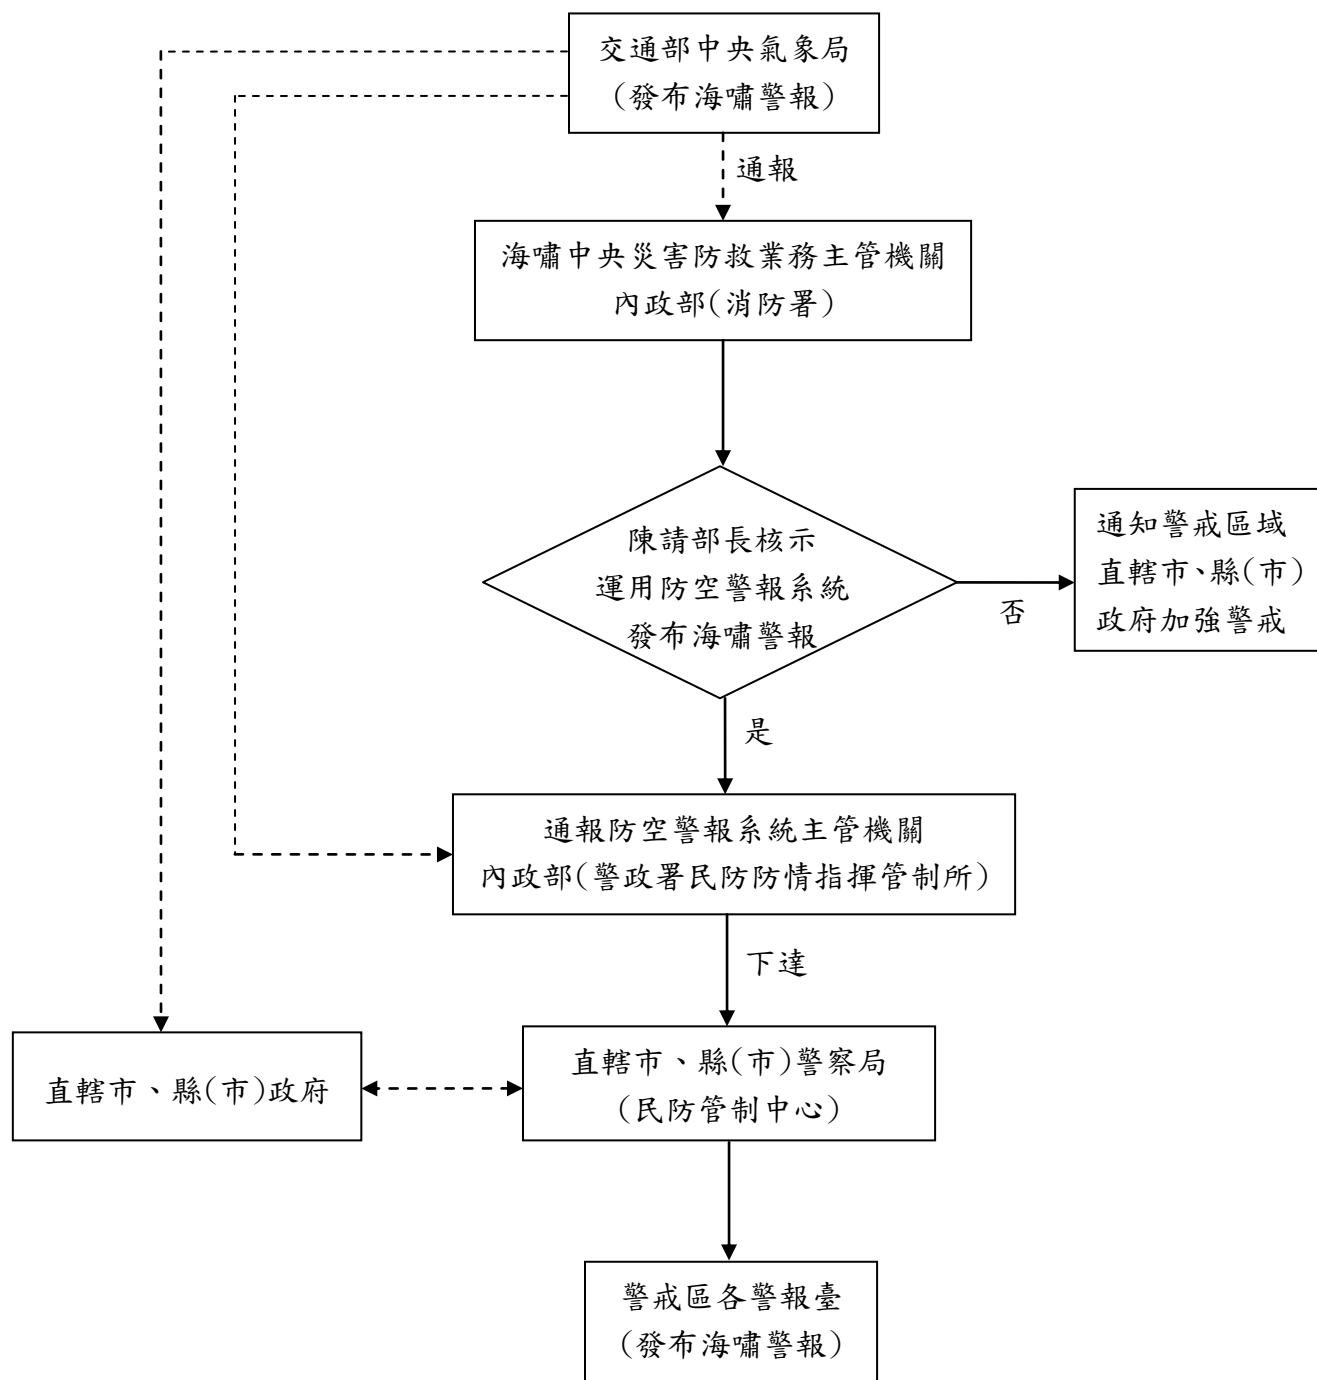 交通部中央氣象局
(發布海嘯警報)
通報
海嘯中央災害防救業務主管機關
內政部(消防署)
陳請部長核示
運用防空警報系統
發布海嘯警報
否
通知警戒區域
直轄市、縣(市)
政府加強警戒
是
通報防空警報系統主管機關
內政部(警政署民防防情指揮管制所)
下達
直轄市、縣(市)政府
直轄市、縣(市)警察局
(民防管制中心)
警戒區各警報臺
(發布海嘯警報)